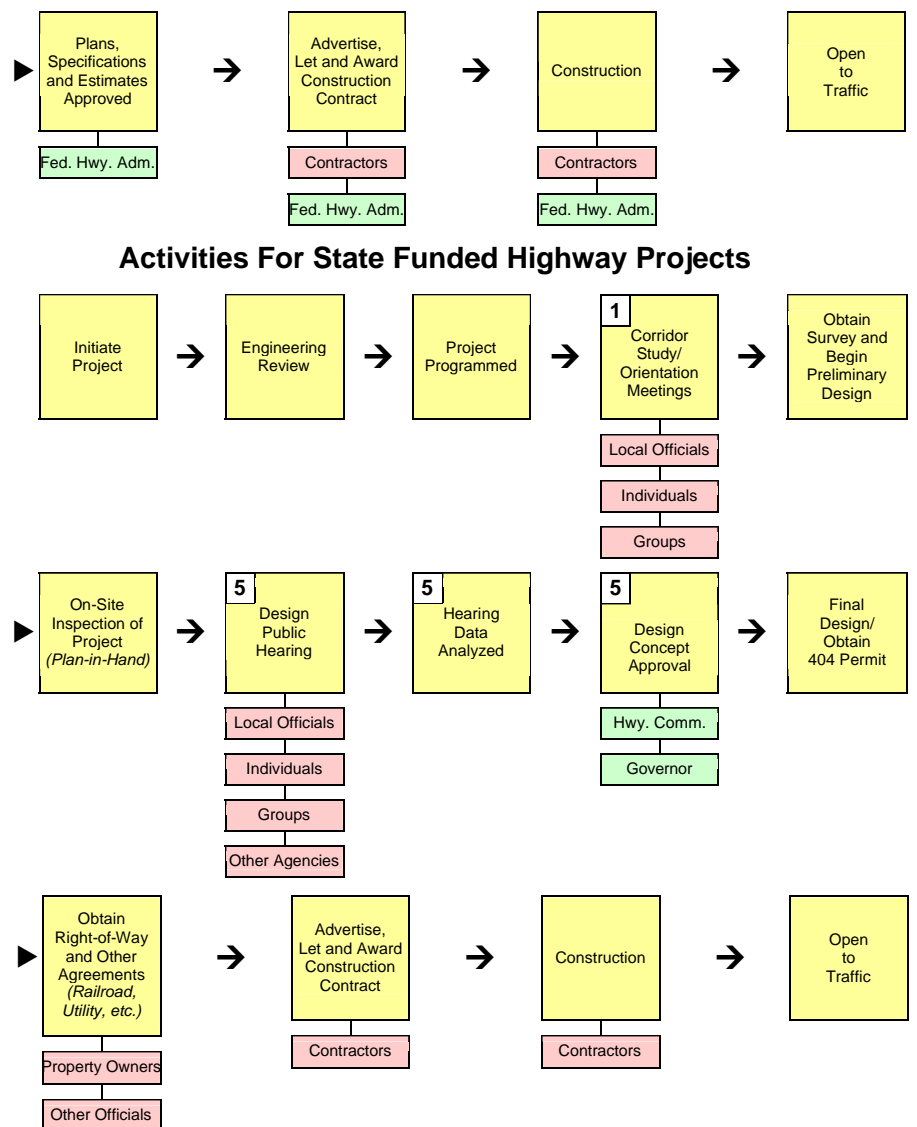 Plans,
Specifications
and Estimates
Approved
Fed. Hwy. Adm.
Advertise,
Let and Award
Construction
Contract
Contractors
Fed. Hwy. Adm.
Construction
Contractors
Fed. Hwy. Adm.
Open
to
Traffic
Activities For State Funded Highway Projects
Initiate
Project
Engineering
Review
Project
Programmed
1
Corridor
Study/
Orientation
Meetings
Local Officials
Individuals
Groups
Obtain
Survey and
Begin
Preliminary
Design
On-Site
Inspection of
Project
(Plan-in-Hand)
5
Design
Public
Hearing
Local Officials
Individuals
Groups
Other Agencies
5
Hearing
Data
Analyzed
5
Design
Concept
Approval
Hwy. Comm.
Governor
Final
Design/
Obtain
404 Permit
Obtain
Right-of-Way
and Other
Agreements
(Railroad,
Utility, etc.)
Property Owners
Other Officials
Advertise,
Let and Award
Construction
Contract
Contractors
Construction
Contractors
Open
to
Traffic